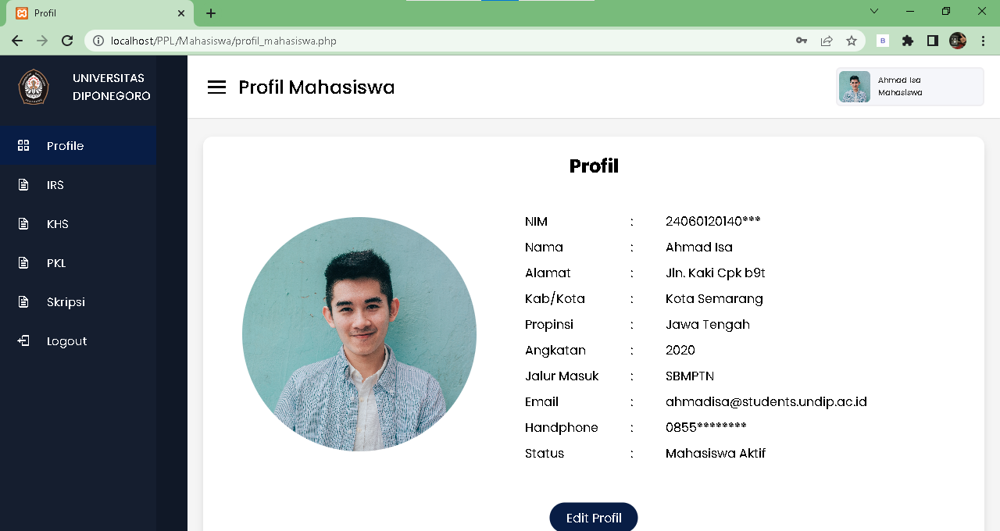 Profil
localhost/PPL/Mahasiswa/profil_mahasiswa.php
B
UNIVERSITAS
DIPONEGORO
Profile
IRS
KHS
PKL
Skripsi
Logout
Profil Mahasiswa
Ahmad Isa
Mahasiswa
Profil
NIM : 24060120140***
Nama : Ahmad Isa
Alamat : Jln. Kaki Cpk b9t
Kab/Kota : Kota Semarang
Propinsi : Jawa Tengah
Angkatan : 2020
Jalur Masuk : SBMPTN
Email : ahmadisa@students.undip.ac.id
Handphone : 0855********
Status : Mahasiswa Aktif
Edit Profil